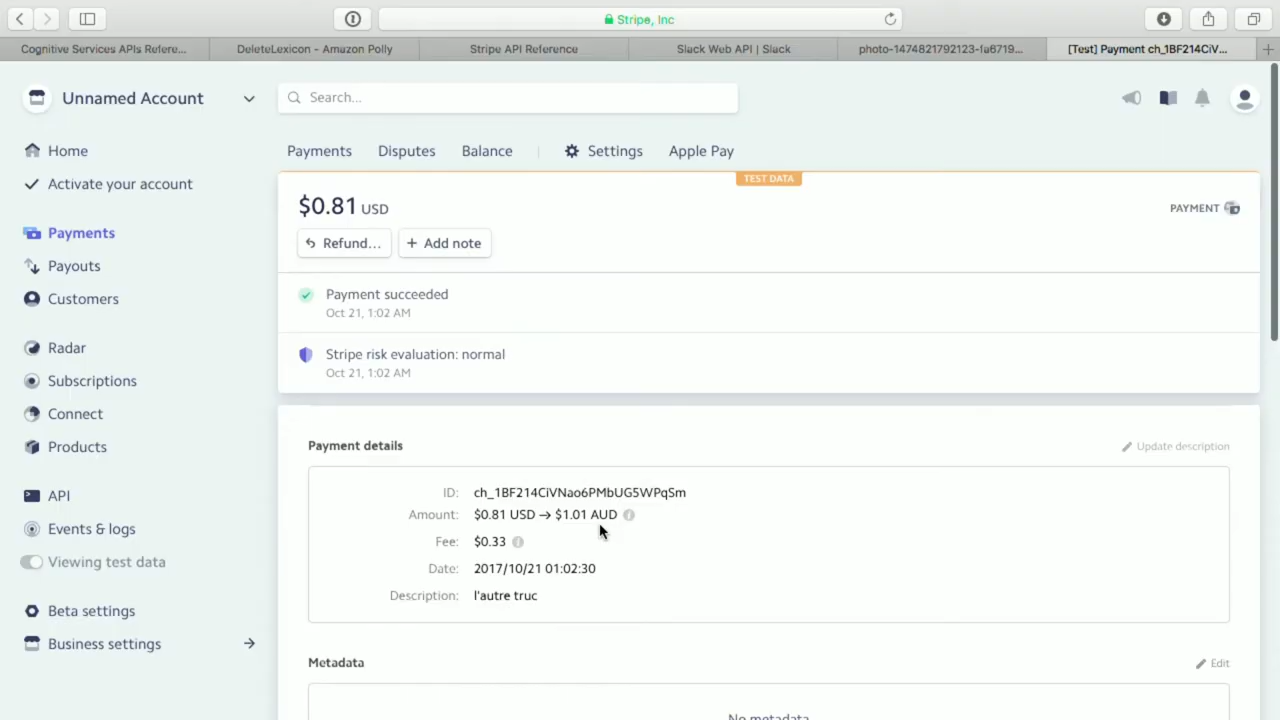 Stripe, Inc
Cognitive Services APIs Refere...
DeleteLexicon - Amazon Polly
Stripe API Reference
Slack Web API | Slack
photo-1474821792123-1a6719...
[Test] Payment ch_1BF214CiV...
Unnamed Account
Search...
Home
Activate your account
Payments
Payouts
Customers
Radar
Subscriptions
Connect
Products
API
Events & logs
Viewing test data
Beta settings
Business settings
Payments Disputes Balance Settings Apple Pay
TEST DATA
$0.81 USD
PAYMENT
Refund...
+ Add note
Payment succeeded
Oct 21, 1:02 AM
Stripe risk evaluation: normal
Oct 21, 1:02 AM
Payment details
Update description
ID: ch_1BF214CiVNao6PMbUG5WPqSm
Amount: $0.81 USD → $1.01 AUD
Fee: $0.33
Date: 2017/10/21 01:02:30
Description: l'autre truc
Metadata
Edit
No metadata